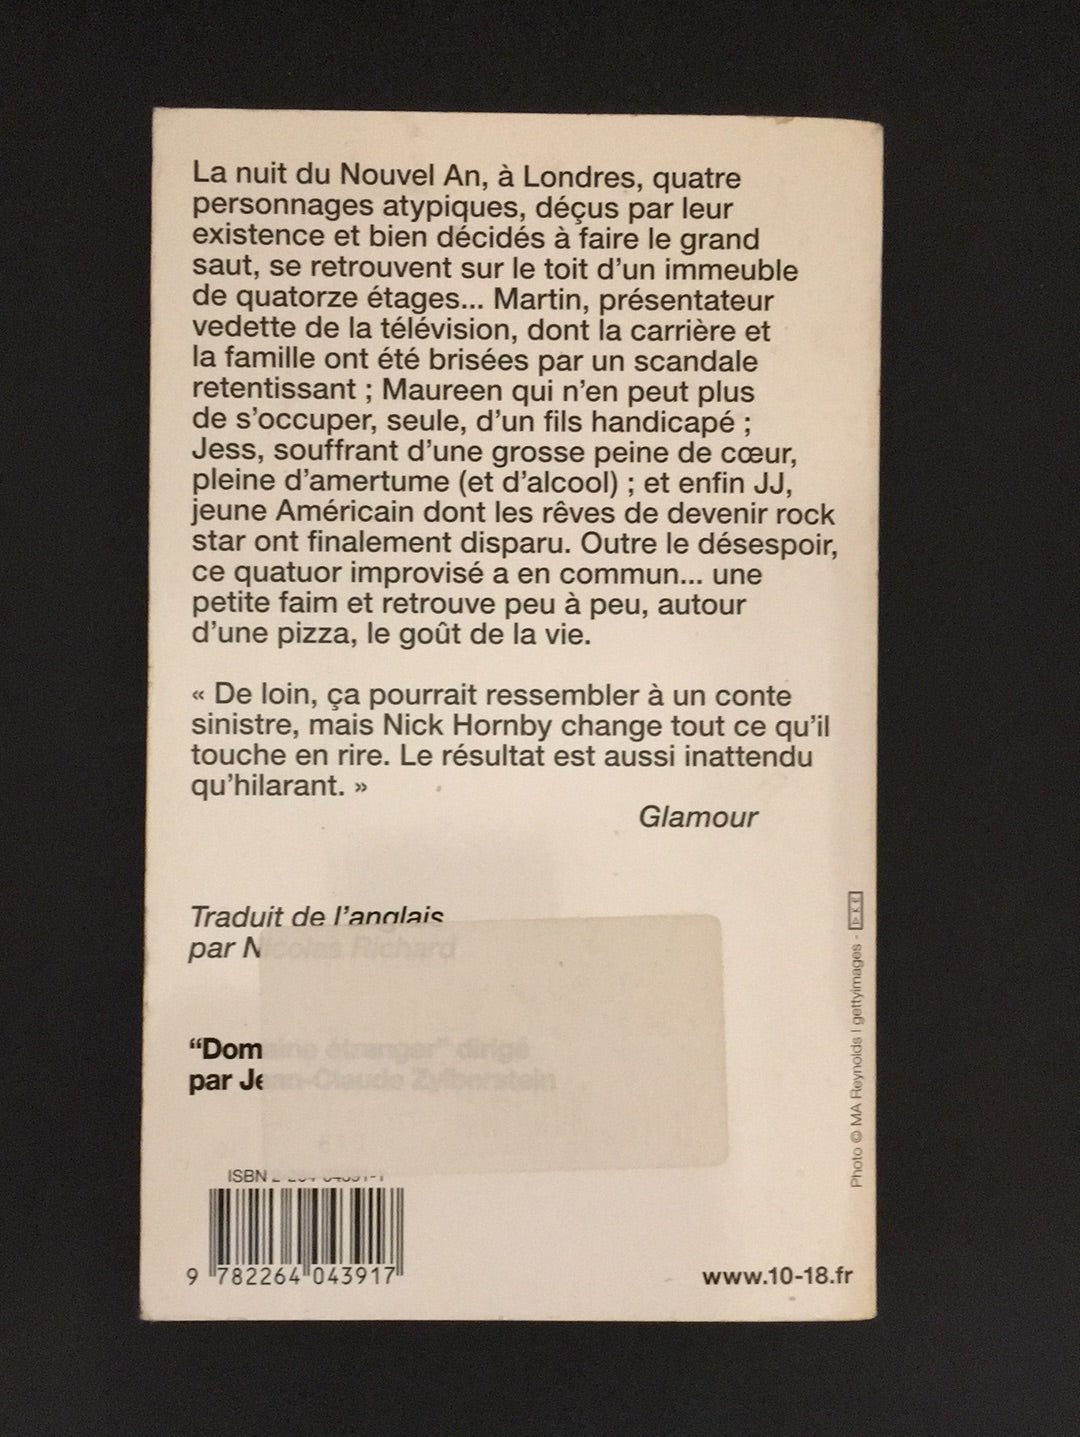 La nuit du Nouvel An, à Londres, quatre
personnages atypiques, déçus par leur
existence et bien décidés à faire le grand
saut, se retrouvent sur le toit d'un immeuble
de quatorze étages... Martin, présentateur
vedette de la télévision, dont la carrière et
la famille ont été brisées par un scandale
retentissant ; Maureen qui n'en peut plus
de s'occuper, seule, d'un fils handicapé ;
Jess, souffrant d'une grosse peine de cœur,
pleine d'amertume (et d'alcool) ; et enfin JJ,
jeune Américain dont les rêves de devenir rock
star ont finalement disparu. Outre le désespoir,
ce quatuor improvisé a en commun... une
petite faim et retrouve peu à peu, autour
d'une pizza, le goût de la vie.
« De loin, ça pourrait ressembler à un conte
sinistre, mais Nick Hornby change tout ce qu'il
touche en rire. Le résultat est aussi inattendu
qu'hilarant. »
Glamour
Traduit de l'anglais
par Nicolas Richard
"Domaine étranger" dirigé
par Jean-Claude Zylberstein
ISBN
9 782264 043917
www.10-18.fr
Photo © MA Reynolds | gettyimages -